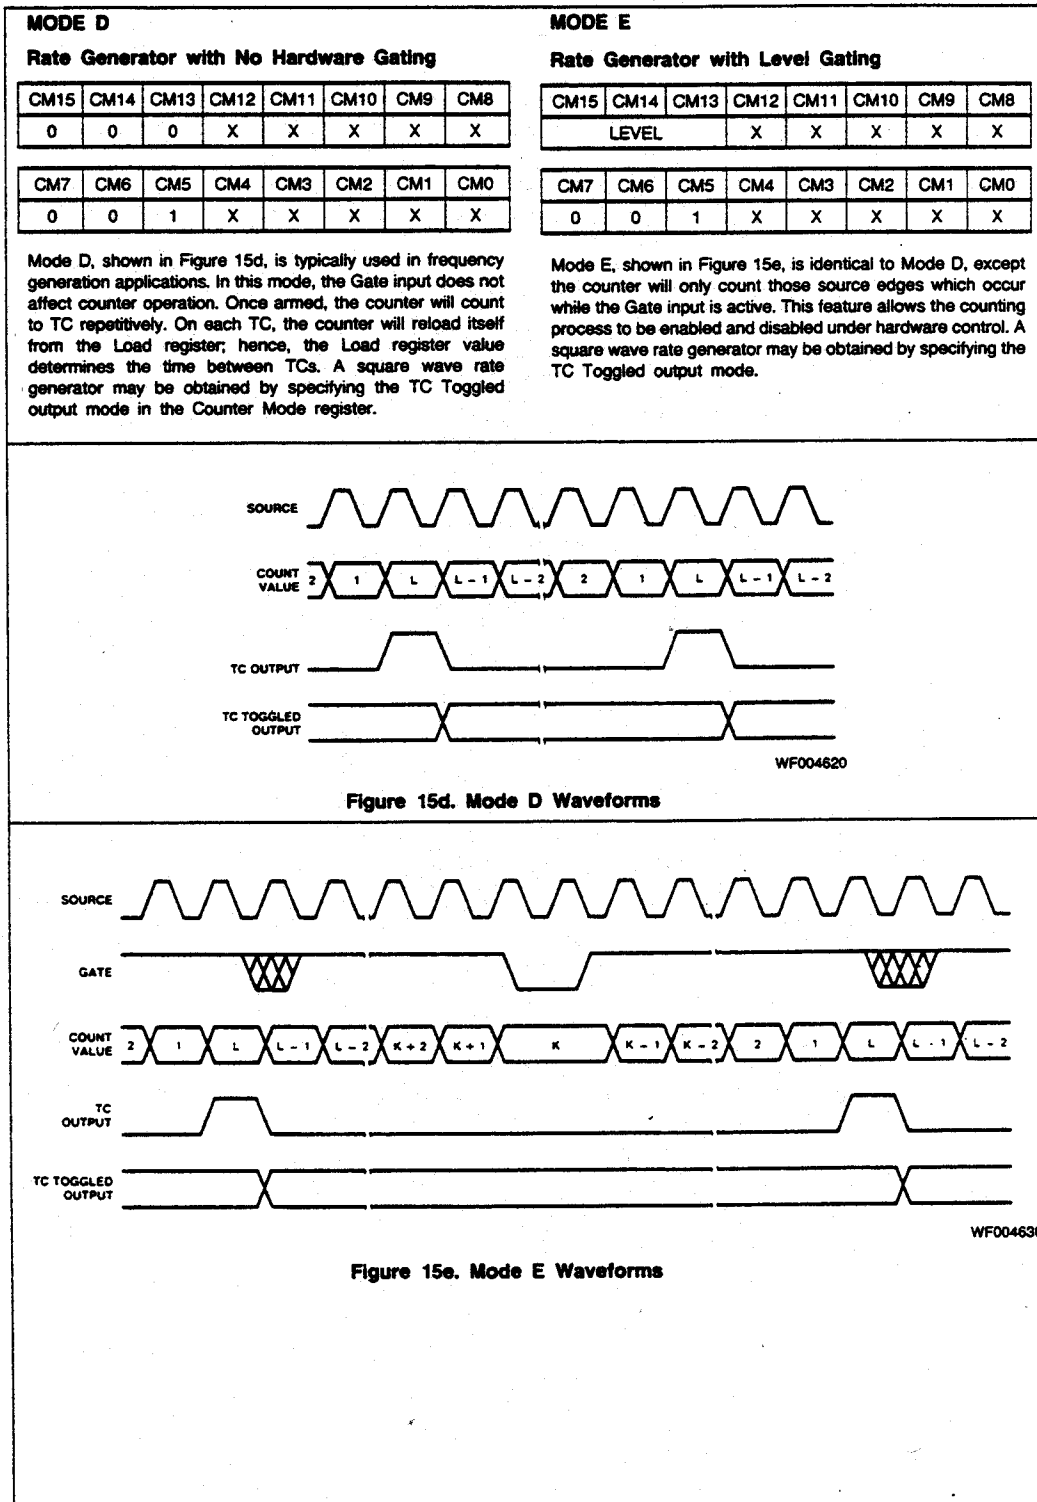 MODE D
Rate Generator with No Hardware Gating
CM15 CM14 CM13 CM12 CM11 CM10 CM9 CM8
0 0 0 X X X X X
CM7 CM6 CM5 CM4 CM3 CM2 CM1 CM0
0 0 1 X X X X X
Mode D, shown in Figure 15d, is typically used in frequency
generation applications. In this mode, the Gate input does not
affect counter operation. Once armed, the counter will count
to TC repetitively. On each TC, the counter will reload itself
from the Load register; hence, the Load register value
determines the time between TCs. A square wave rate
generator may be obtained by specifying the TC Toggled
output mode in the Counter Mode register.
MODE E
Rate Generator with Level Gating
CM15 CM14 CM13 CM12 CM11 CM10 CM9 CM8
LEVEL X X X X X
CM7 CM6 CM5 CM4 CM3 CM2 CM1 CM0
0 0 1 X X X X X
Mode E, shown in Figure 15e, is identical to Mode D, except
the counter will only count those source edges which occur
while the Gate input is active. This feature allows the counting
process to be enabled and disabled under hardware control. A
square wave rate generator may be obtained by specifying the
TC Toggled output mode.
SOURCE
COUNT
VALUE
2 1 L L - 1 L - 2 2 1 L L - 1 L - 2
TC OUTPUT
TC TOGGLED
OUTPUT
WF004620
Figure 15d. Mode D Waveforms
SOURCE
GATE
COUNT
VALUE
2 1 L L - 1 L - 2 K + 2 K + 1 K K - 1 K - 2 2 1 L L - 1 L - 2
TC
OUTPUT
TC TOGGLED
OUTPUT
WF004630
Figure 15e. Mode E Waveforms